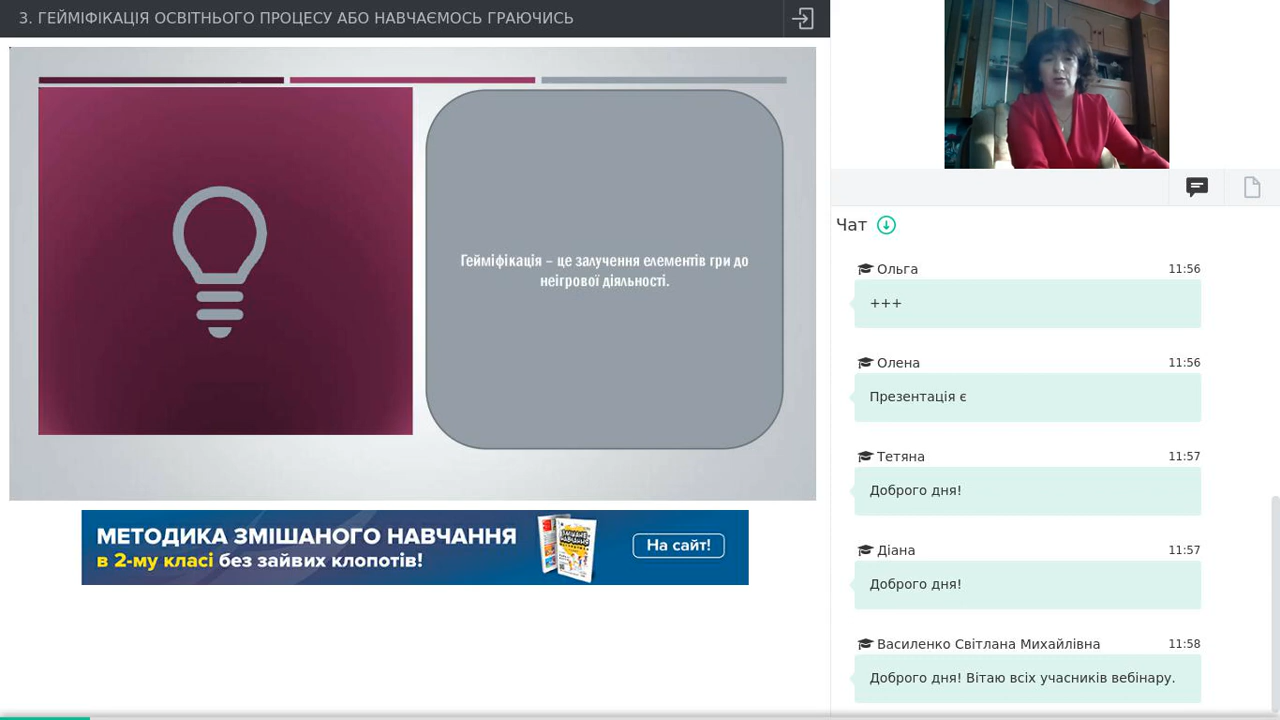 3. ГЕЙМІФІКАЦІЯ ОСВІТНЬОГО ПРОЦЕСУ АБО НАВЧАЄМОСЬ ГРАЮЧИСЬ
Гейміфікація – це залучення елементів гри до
неігрової діяльності.
МЕТОДИКА ЗМІШАНОГО НАВЧАННЯ
в 2-му класі без зайвих клопотів!
На сайт!
Чат
Ольга 11:56
+++
Олена 11:56
Презентація є
Тетяна 11:57
Доброго дня!
Діана 11:57
Доброго дня!
Василенко Світлана Михайлівна 11:58
Доброго дня! Вітаю всіх учасників вебінару.